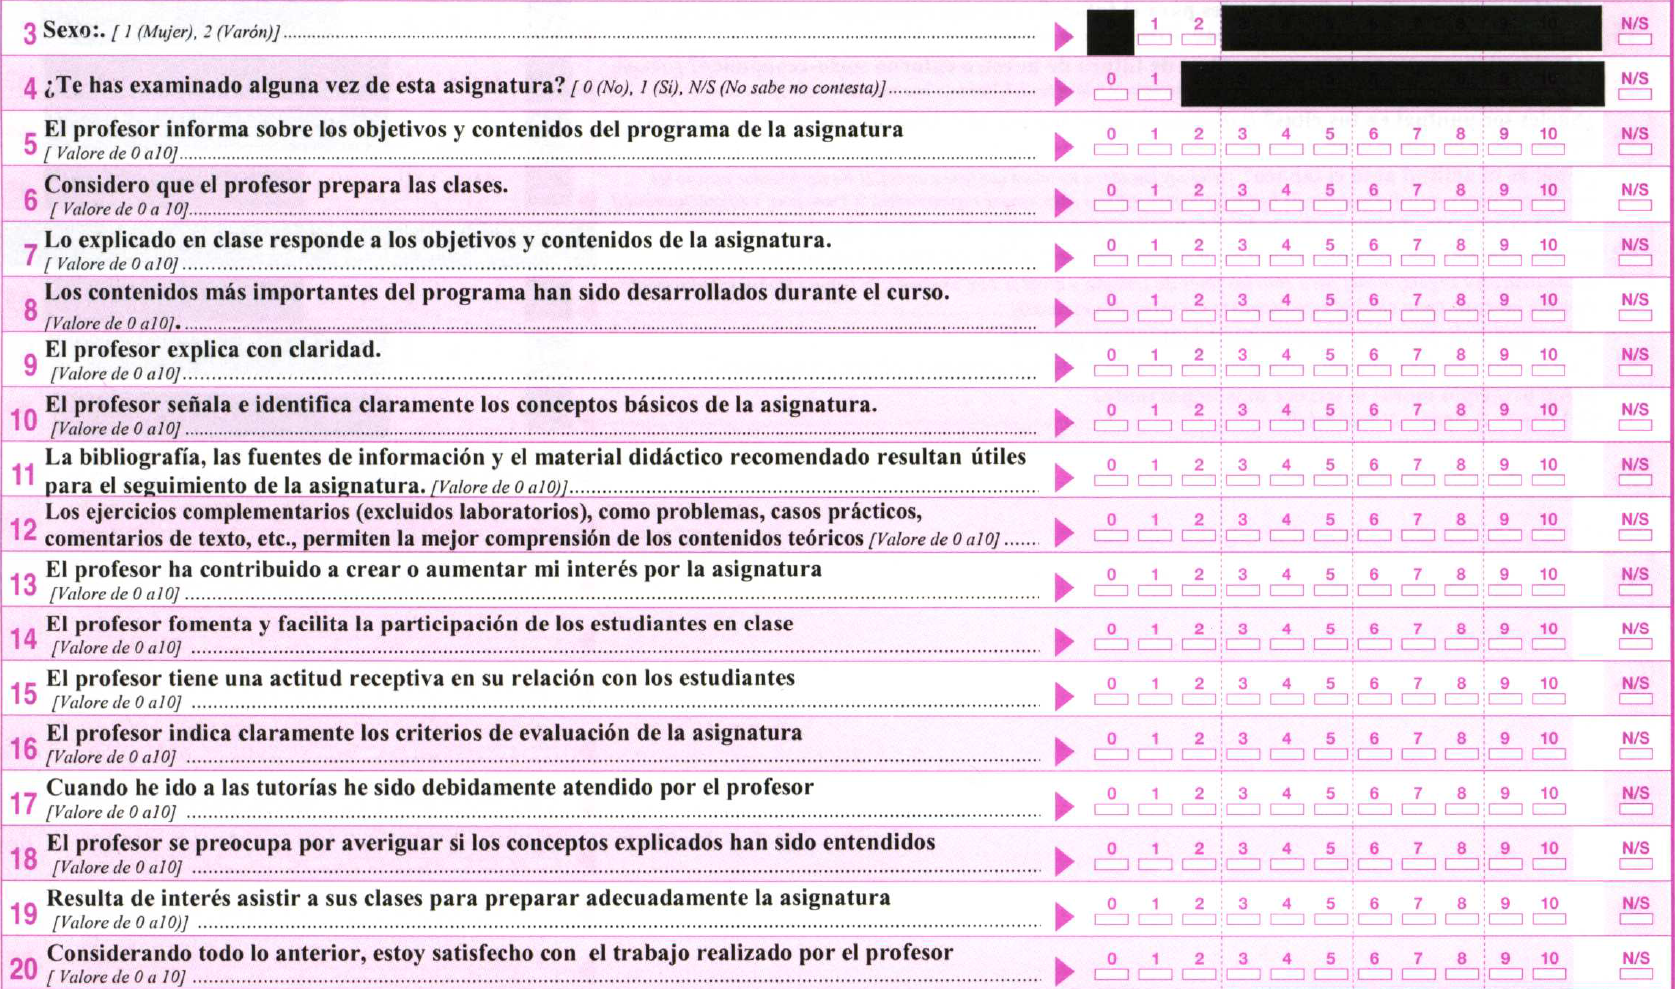 3 Sexo:. [ 1 (Mujer), 2 (Varón)] 1 2 N/S
4 ¿Te has examinado alguna vez de esta asignatura? [ 0 (No), 1 (Si), N/S (No sabe no contesta)] 0 1 N/S
5 El profesor informa sobre los objetivos y contenidos del programa de la asignatura
[ Valore de 0 a10] 0 1 2 3 4 5 6 7 8 9 10 N/S
6 Considero que el profesor prepara las clases.
[ Valore de 0 a 10] 0 1 2 3 4 5 6 7 8 9 10 N/S
7 Lo explicado en clase responde a los objetivos y contenidos de la asignatura.
[ Valore de 0 a10] 0 1 2 3 4 5 6 7 8 9 10 N/S
8 Los contenidos más importantes del programa han sido desarrollados durante el curso.
[Valore de 0 a10]. 0 1 2 3 4 5 6 7 8 9 10 N/S
9 El profesor explica con claridad.
[Valore de 0 a10] 0 1 2 3 4 5 6 7 8 9 10 N/S
10 El profesor señala e identifica claramente los conceptos básicos de la asignatura.
[Valore de 0 a10] 0 1 2 3 4 5 6 7 8 9 10 N/S
11 La bibliografía, las fuentes de información y el material didáctico recomendado resultan útiles
para el seguimiento de la asignatura. [Valore de 0 a10)] 0 1 2 3 4 5 6 7 8 9 10 N/S
12 Los ejercicios complementarios (excluidos laboratorios), como problemas, casos prácticos,
comentarios de texto, etc., permiten la mejor comprensión de los contenidos teóricos [Valore de 0 a10] 0 1 2 3 4 5 6 7 8 9 10 N/S
13 El profesor ha contribuido a crear o aumentar mi interés por la asignatura
[Valore de 0 a10] 0 1 2 3 4 5 6 7 8 9 10 N/S
14 El profesor fomenta y facilita la participación de los estudiantes en clase
[Valore de 0 a10] 0 1 2 3 4 5 6 7 8 9 10 N/S
15 El profesor tiene una actitud receptiva en su relación con los estudiantes
[Valore de 0 a10] 0 1 2 3 4 5 6 7 8 9 10 N/S
16 El profesor indica claramente los criterios de evaluación de la asignatura
[Valore de 0 a10] 0 1 2 3 4 5 6 7 8 9 10 N/S
17 Cuando he ido a las tutorías he sido debidamente atendido por el profesor
[Valore de 0 a10] 0 1 2 3 4 5 6 7 8 9 10 N/S
18 El profesor se preocupa por averiguar si los conceptos explicados han sido entendidos
[Valore de 0 a10] 0 1 2 3 4 5 6 7 8 9 10 N/S
19 Resulta de interés asistir a sus clases para preparar adecuadamente la asignatura
[Valore de 0 a10)] 0 1 2 3 4 5 6 7 8 9 10 N/S
20 Considerando todo lo anterior, estoy satisfecho con el trabajo realizado por el profesor
[ Valore de 0 a 10] 0 1 2 3 4 5 6 7 8 9 10 N/S